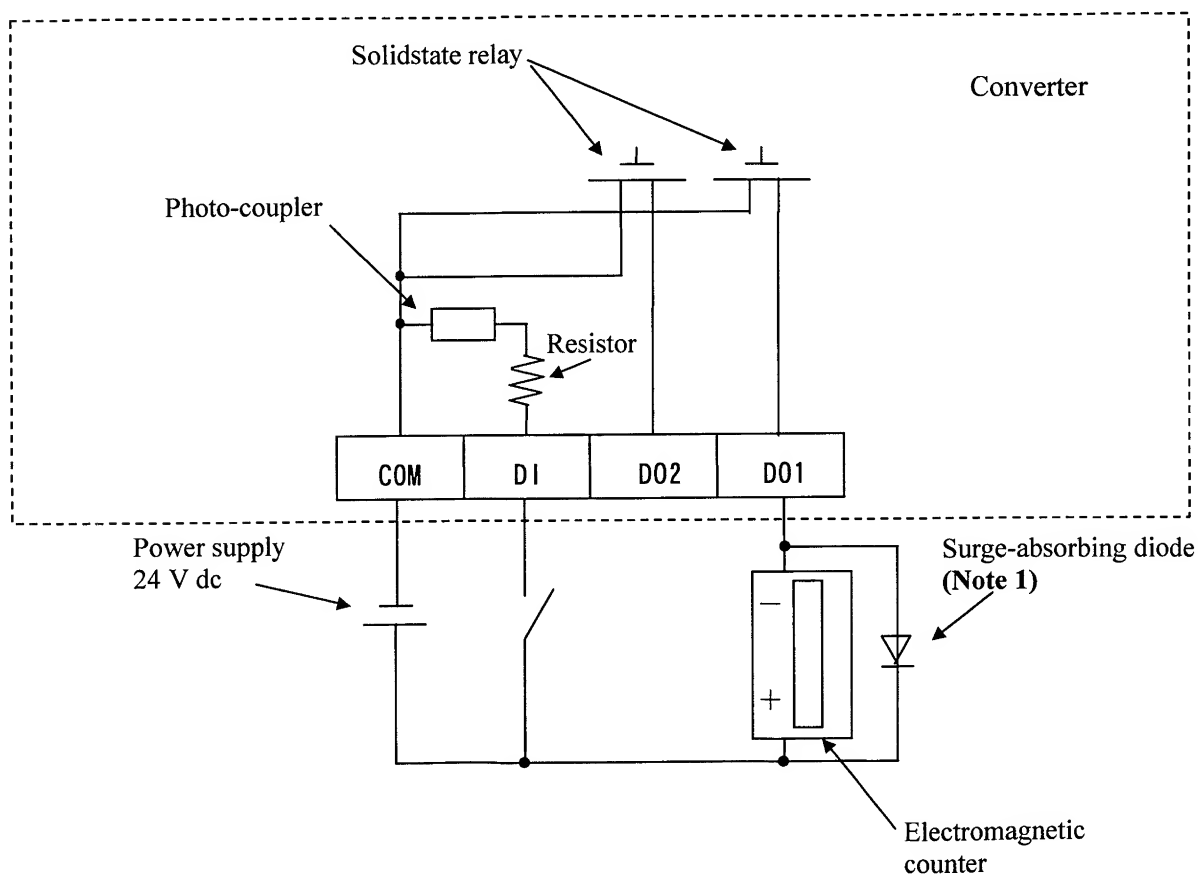 Solidstate relay
Converter
Photo-coupler
Resistor
COM
DI
DO2
DO1
Power supply
24 V dc
Surge-absorbing diode
(Note 1)
−
+
Electromagnetic
counter